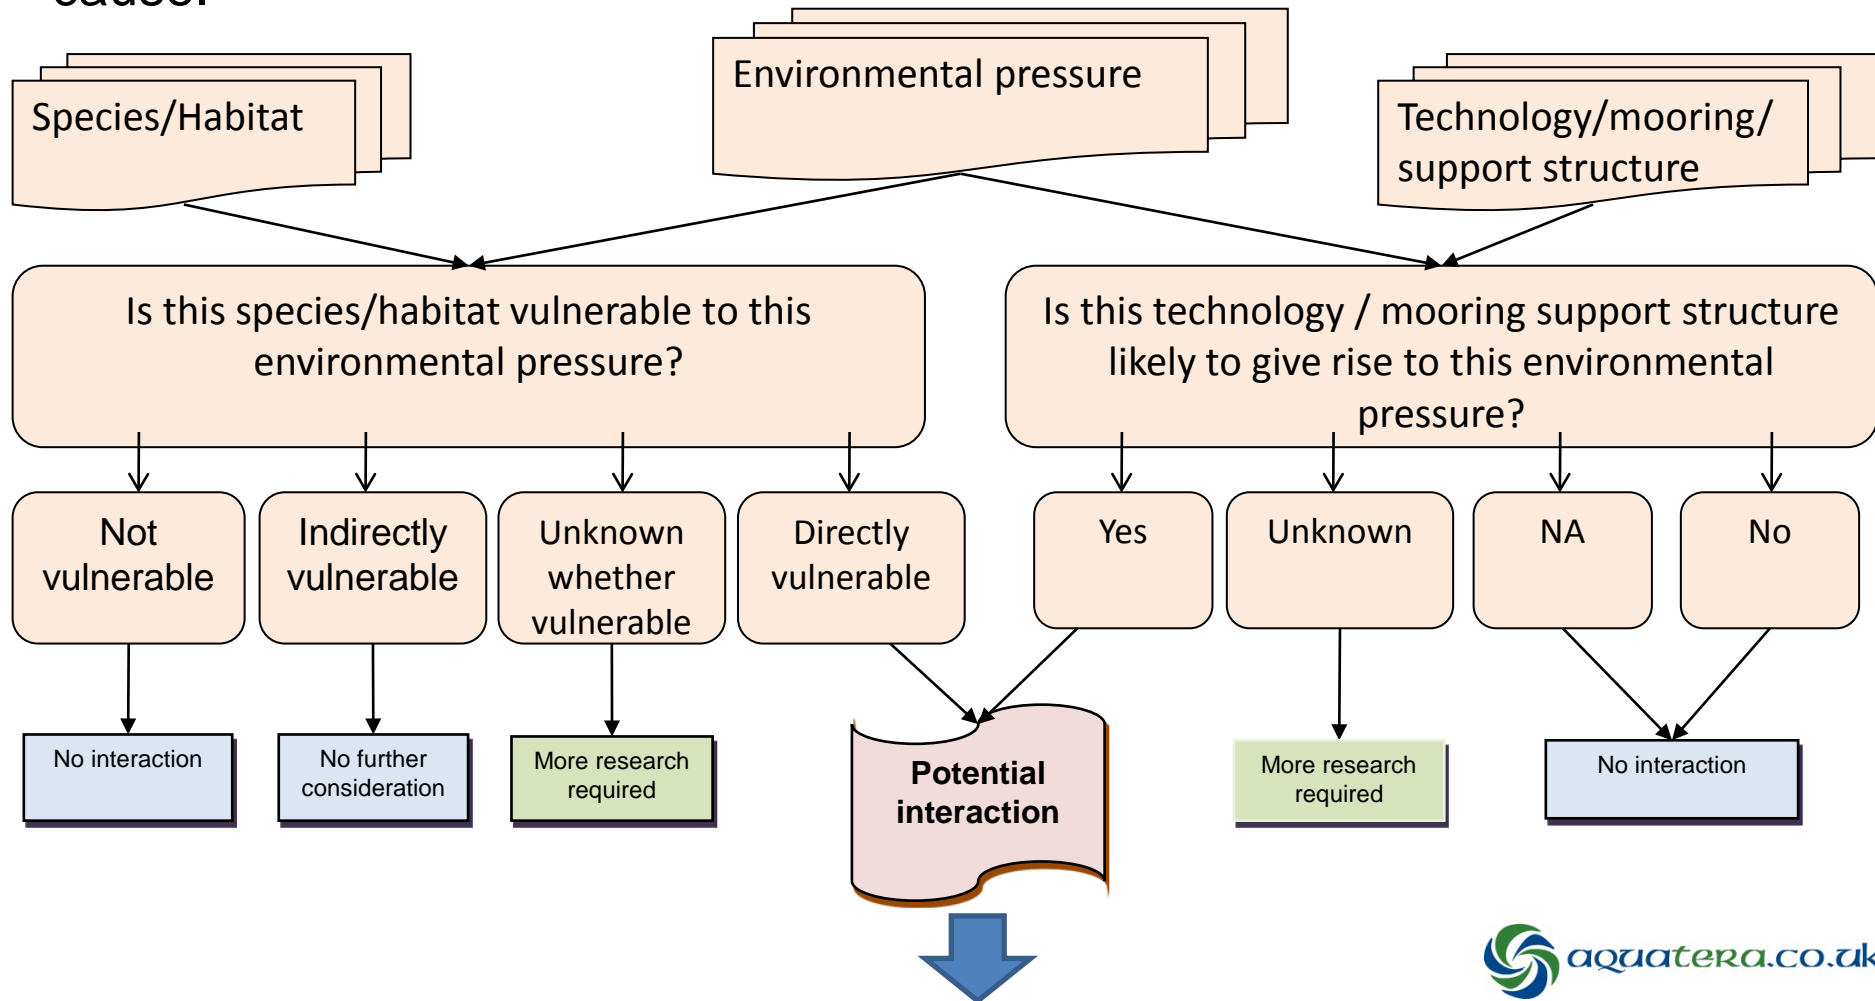 cause.
Species/Habitat
Environmental pressure
Technology/mooring/
support structure
Is this species/habitat vulnerable to this
environmental pressure?
Is this technology / mooring support structure
likely to give rise to this environmental
pressure?
Not
vulnerable
Indirectly
vulnerable
Unknown
whether
vulnerable
Directly
vulnerable
Yes
Unknown
NA
No
No interaction
No further
consideration
More research
required
Potential
interaction
More research
required
No interaction
aquatera.co.uk